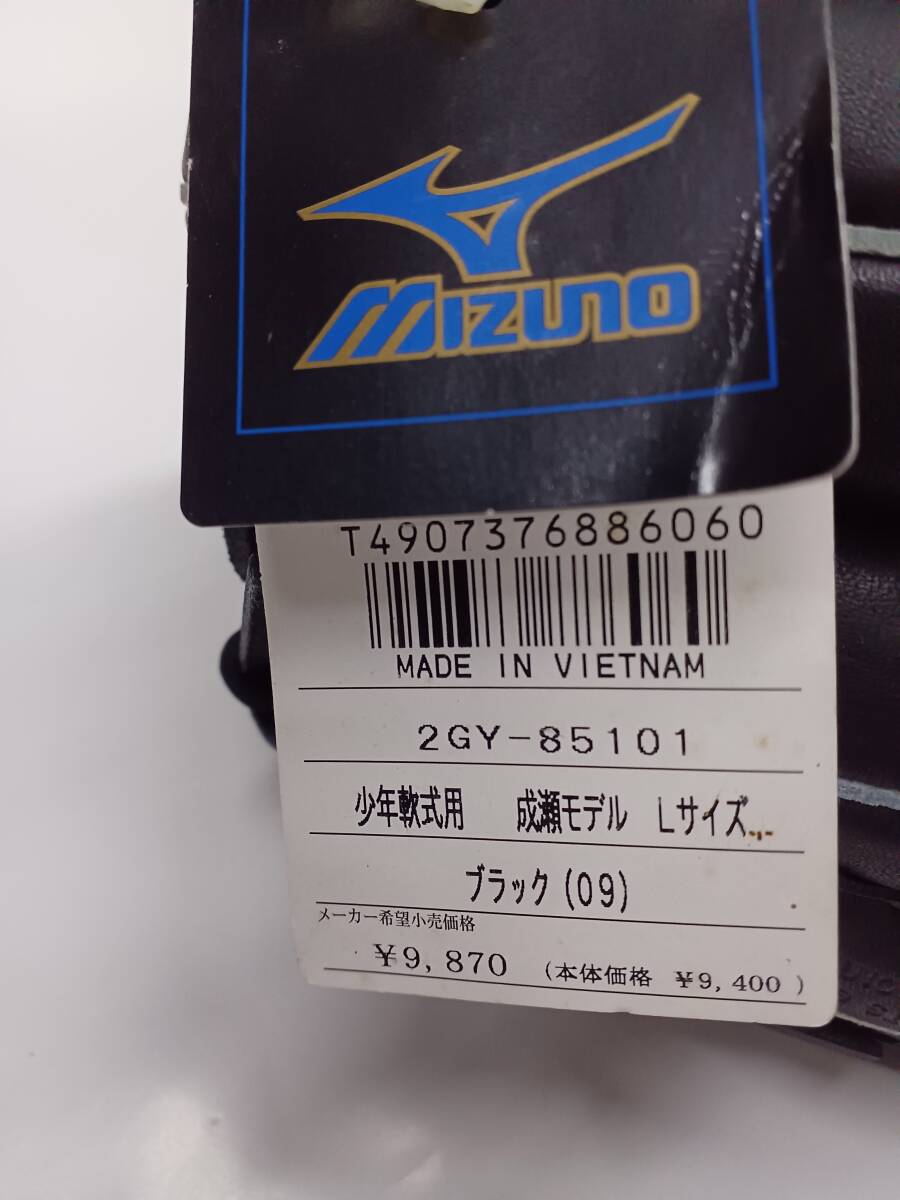 MIZUNO
T4907376886060
MADE IN VIETNAM
2GY-85101
少年軟式用 成瀬モデル Lサイズ
ブラック(09)
メーカー希望小売価格
¥9,870 (本体価格 ¥9,400)